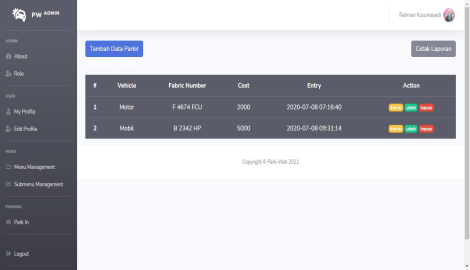 PW ADMIN
Rahman Kusumayadi
ADMIN
About
Role
USER
My Profile
Edit Profile
MENU
Menu Management
Submenu Management
PARKING
Park In
Logout
Tambah Data Parkir
Cetak Laporan
# Vehicle Fabric Number Cost Entry Action
1 Motor F 4674 FCU 2000 2020-07-08 07:16:40 ubah hapus
2 Mobil B 2342 HP 5000 2020-07-08 09:31:14 ubah hapus
Copyright © Park-Web 2021